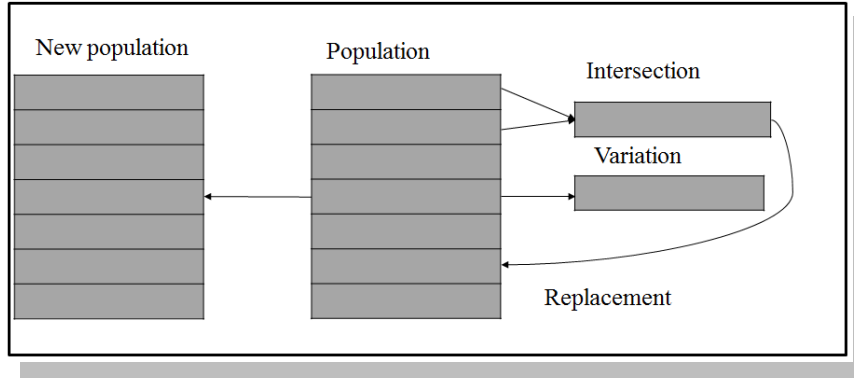 New population
Population
Intersection
Variation
Replacement